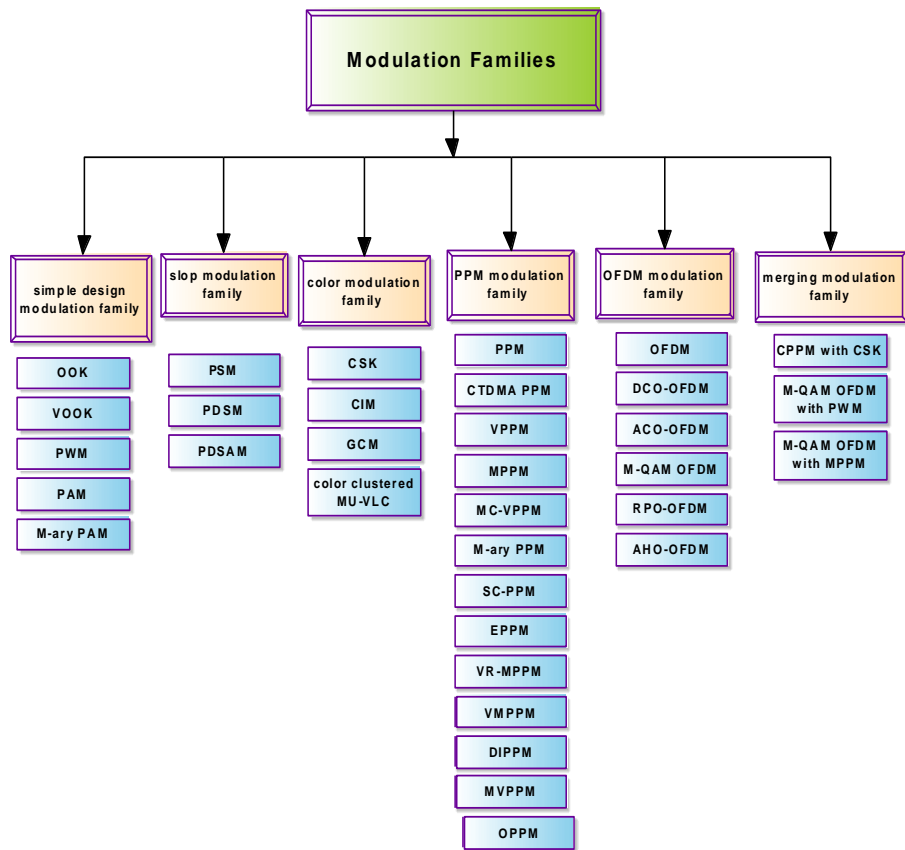 Modulation Families
simple design
modulation family
OOK
VOOK
PWM
PAM
M-ary PAM
slop modulation
family
PSM
PDSM
PDSAM
color modulation
family
CSK
CIM
GCM
color clustered
MU-VLC
PPM modulation
family
PPM
CTDMA PPM
VPPM
MPPM
MC-VPPM
M-ary PPM
SC-PPM
EPPM
VR-MPPM
VMPPM
DIPPM
MVPPM
OPPM
OFDM modulation
family
OFDM
DCO-OFDM
ACO-OFDM
M-QAM OFDM
RPO-OFDM
AHO-OFDM
merging modulation
family
CPPM with CSK
M-QAM OFDM
with PWM
M-QAM OFDM
with MPPM